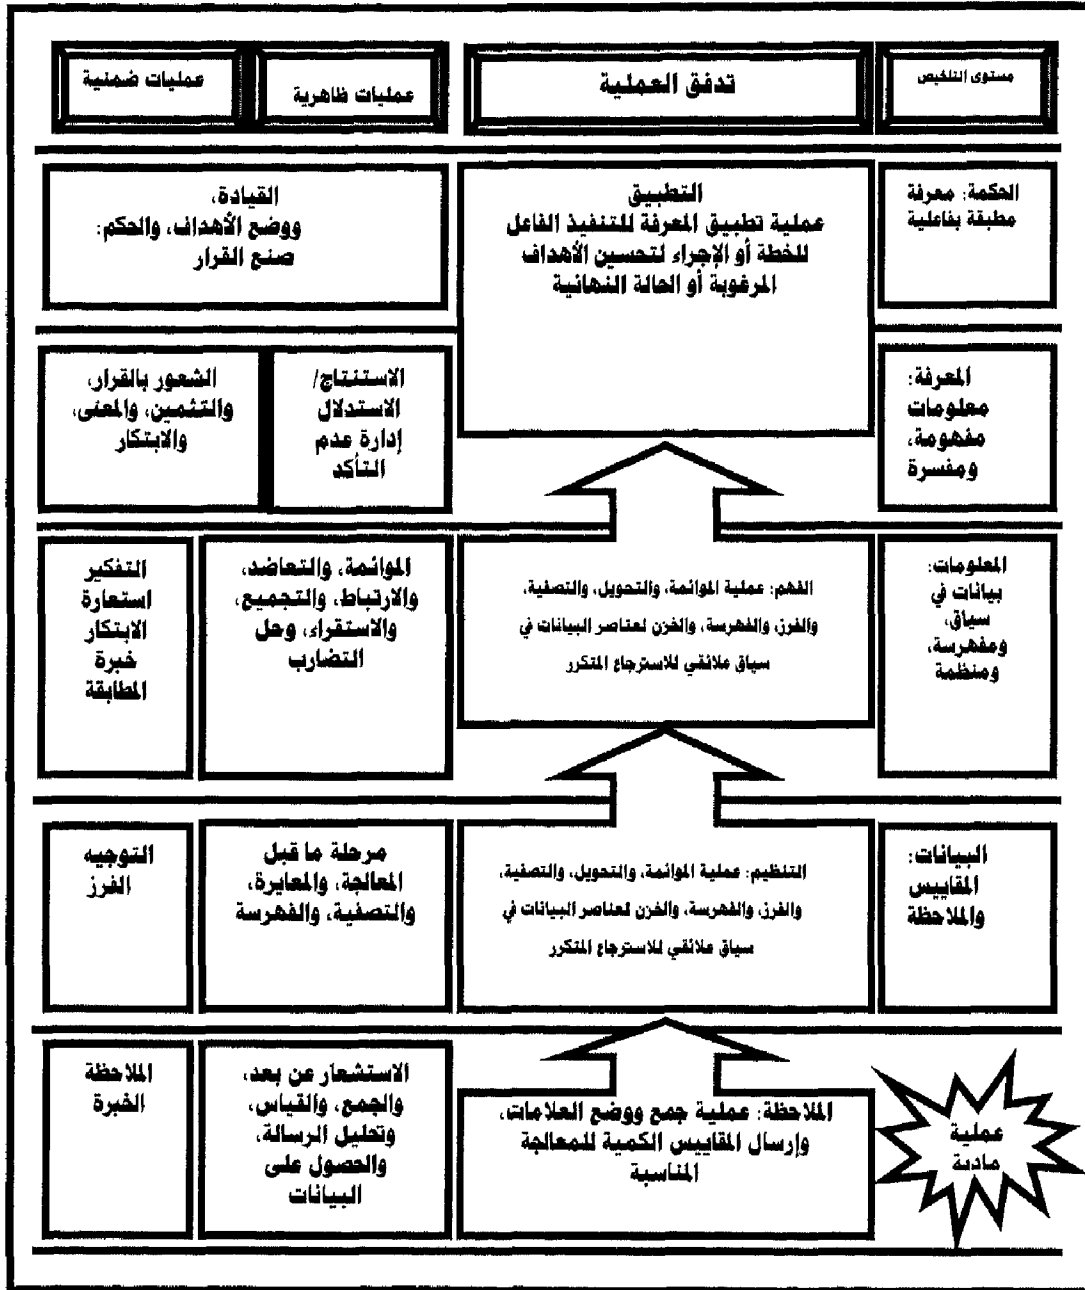 مستوى التلخيص
تدفق العملية
عمليات ظاهرية
عمليات ضمنية
الحكمة: معرفة
مطبقة بفاعلية
التطبيق
عملية تطبيق المعرفة للتنفيذ الفاعل
للخطة أو الإجراء لتحسين الأهداف
المرغوبة أو الحالة النهائية
القيادة،
ووضع الأهداف، والحكم:
صنع القرار
المعرفة:
معلومات
مفهومة،
ومفسرة
الاستنتاج/
الاستدلال
إدارة عدم
التأكد
الشعور بالقرار،
والتثمين، والمعنى،
والابتكار
المعلومات:
بيانات في
سياق،
ومفهرسة،
ومنظمة
الفهم: عملية الموائمة، والتحويل، والتصفية،
والفرز، والفهرسة، والخزن لعناصر البيانات في
سياق علائقي للاسترجاع المتكرر
الموائمة، والتعاضد،
والارتباط، والتجميع،
والاستقراء، وحل
التضارب
التفكير
استعارة
الابتكار
خبرة
المطابقة
البيانات:
المقاييس
والملاحظة
التنظيم: عملية الموائمة، والتحويل، والتصفية،
والفرز، والفهرسة، والخزن لعناصر البيانات في
سياق علائقي للاسترجاع المتكرر
مرحلة ما قبل
المعالجة، والمعايرة،
والتصفية، والفهرسة
التوجيه
الفرز
عملية
مادية
الملاحظة: عملية جمع ووضع العلامات،
وإرسال المقاييس الكمية للمعالجة
المناسبة
الاستشعار عن بعد،
والجمع، والقياس،
وتحليل الرسالة،
والحصول على
البيانات
الملاحظة
الخبرة